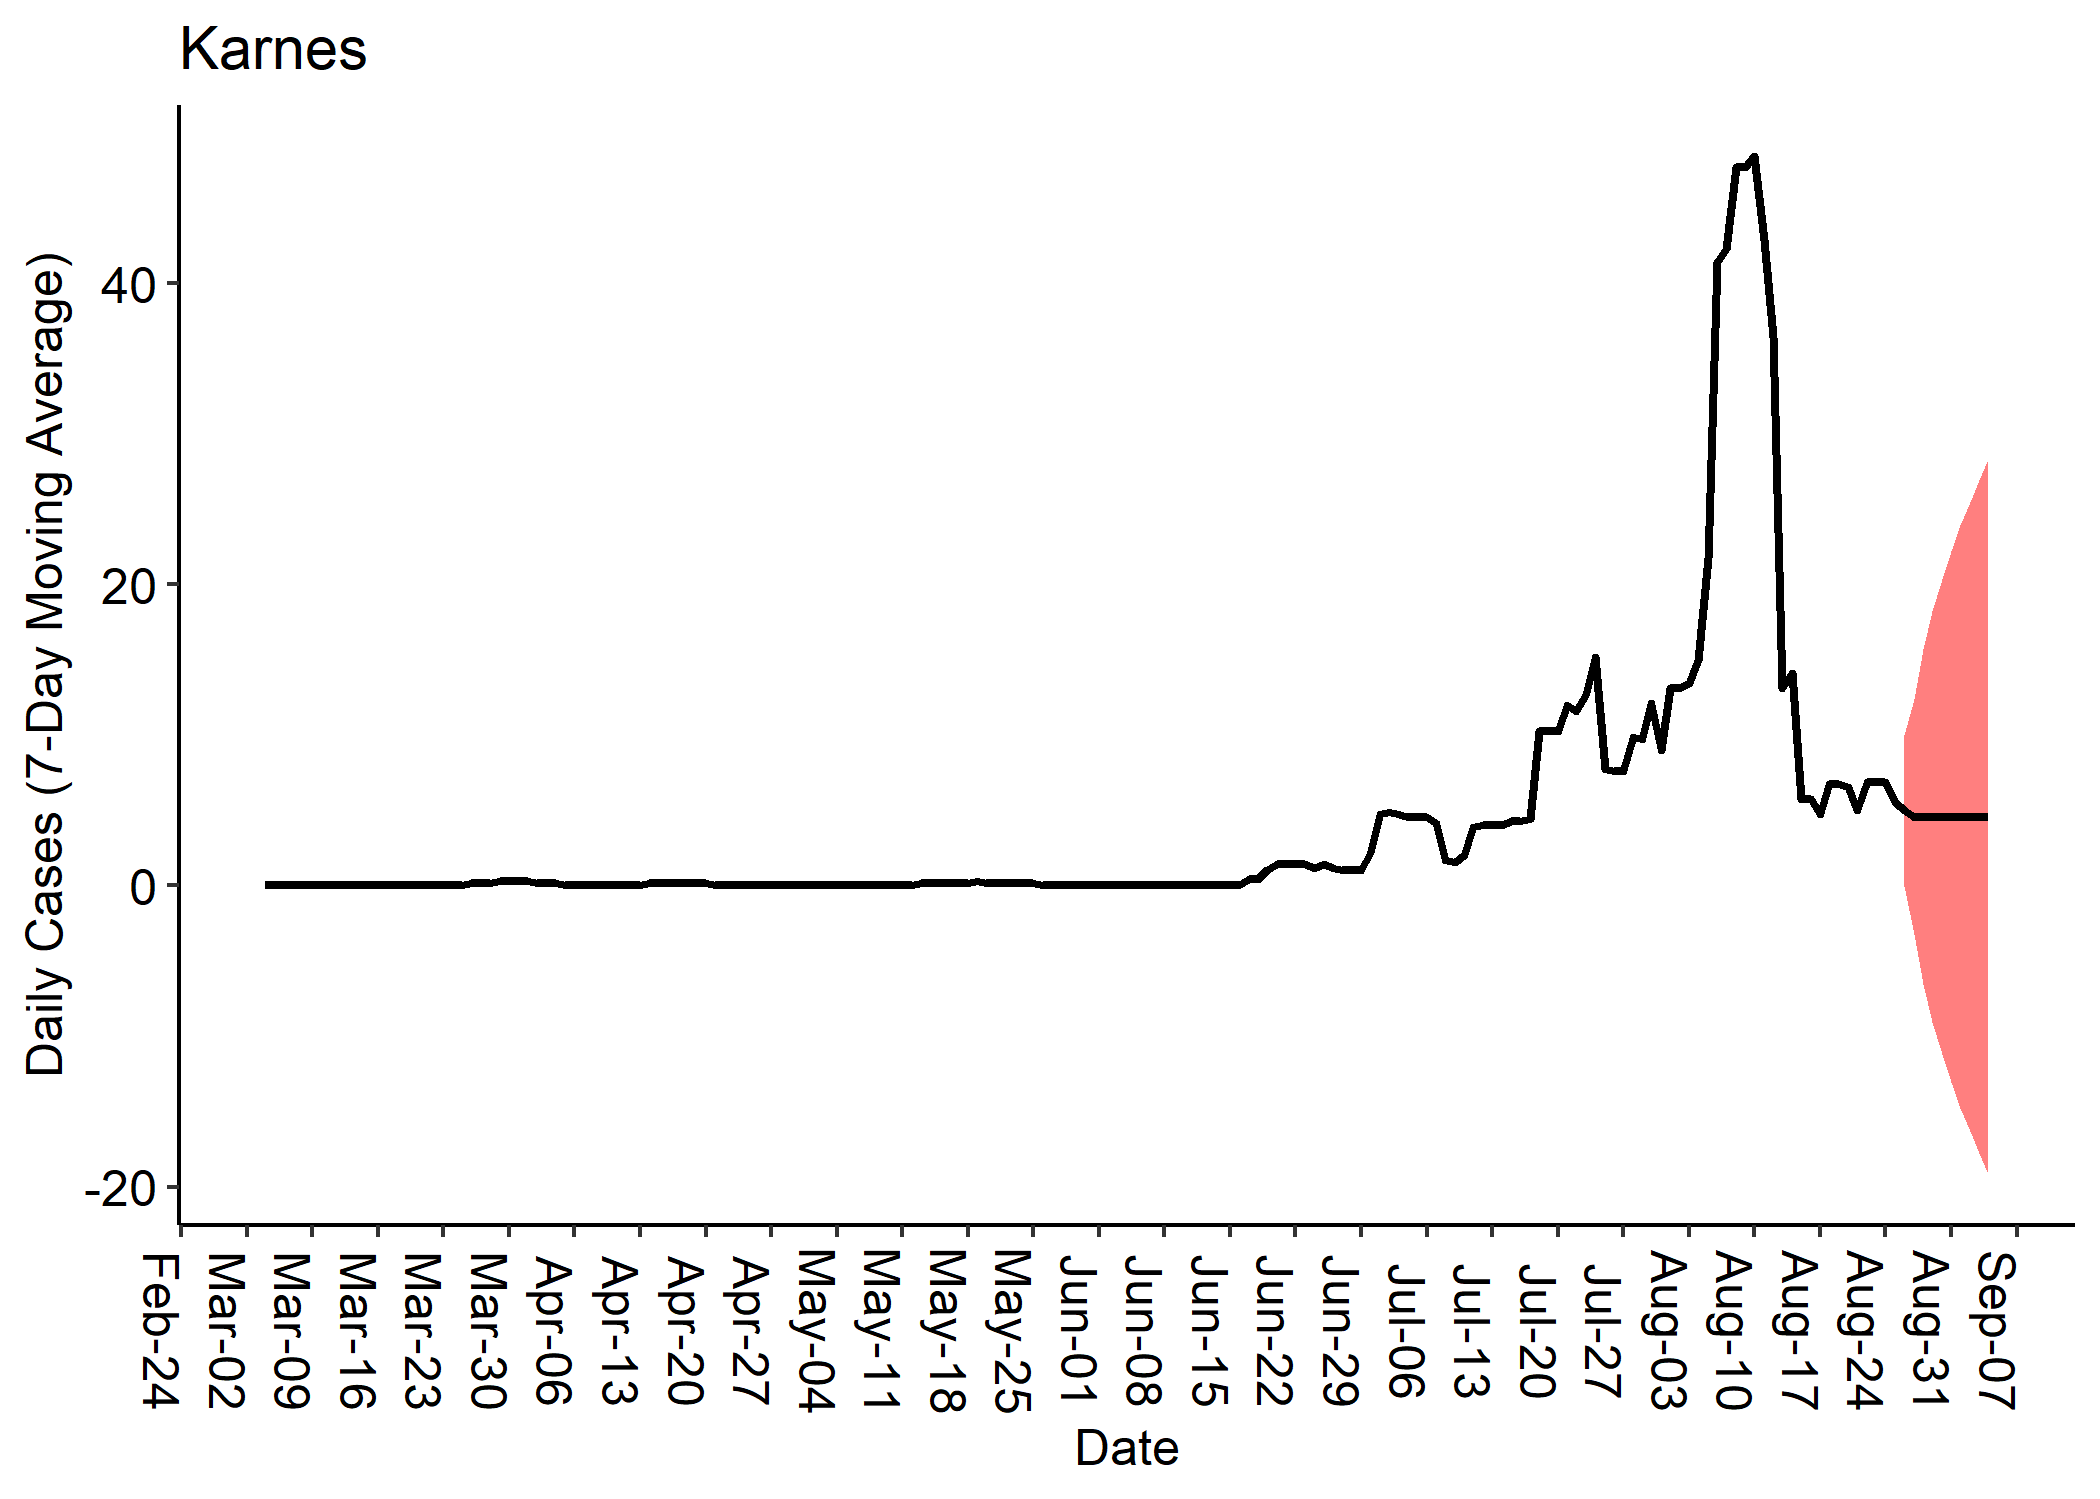 Karnes
Daily Cases (7-Day Moving Average)
40
20
0
-20
Feb-24
Mar-02
Mar-09
Mar-16
Mar-23
Mar-30
Apr-06
Apr-13
Apr-20
Apr-27
May-04
May-11
May-18
May-25
Jun-01
Jun-08
Jun-15
Jun-22
Jun-29
Jul-06
Jul-13
Jul-20
Jul-27
Aug-03
Aug-10
Aug-17
Aug-24
Aug-31
Sep-07
Date